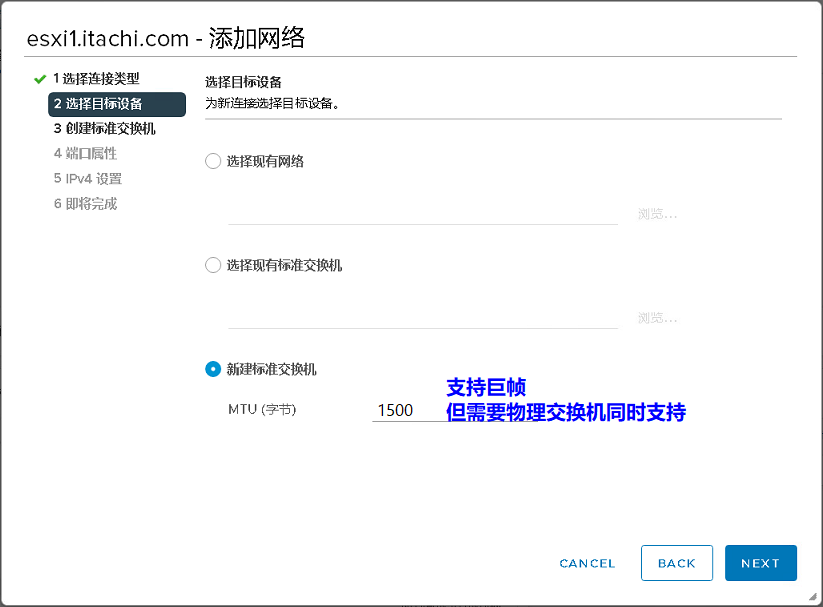 esxi1.itachi.com - 添加网络
1 选择连接类型
2 选择目标设备
3 创建标准交换机
4 端口属性
5 IPv4 设置
6 即将完成
选择目标设备
为新连接选择目标设备。
选择现有网络
浏览...
选择现有标准交换机
浏览...
新建标准交换机
MTU (字节)
1500
支持巨帧
但需要物理交换机同时支持
CANCEL
BACK
NEXT